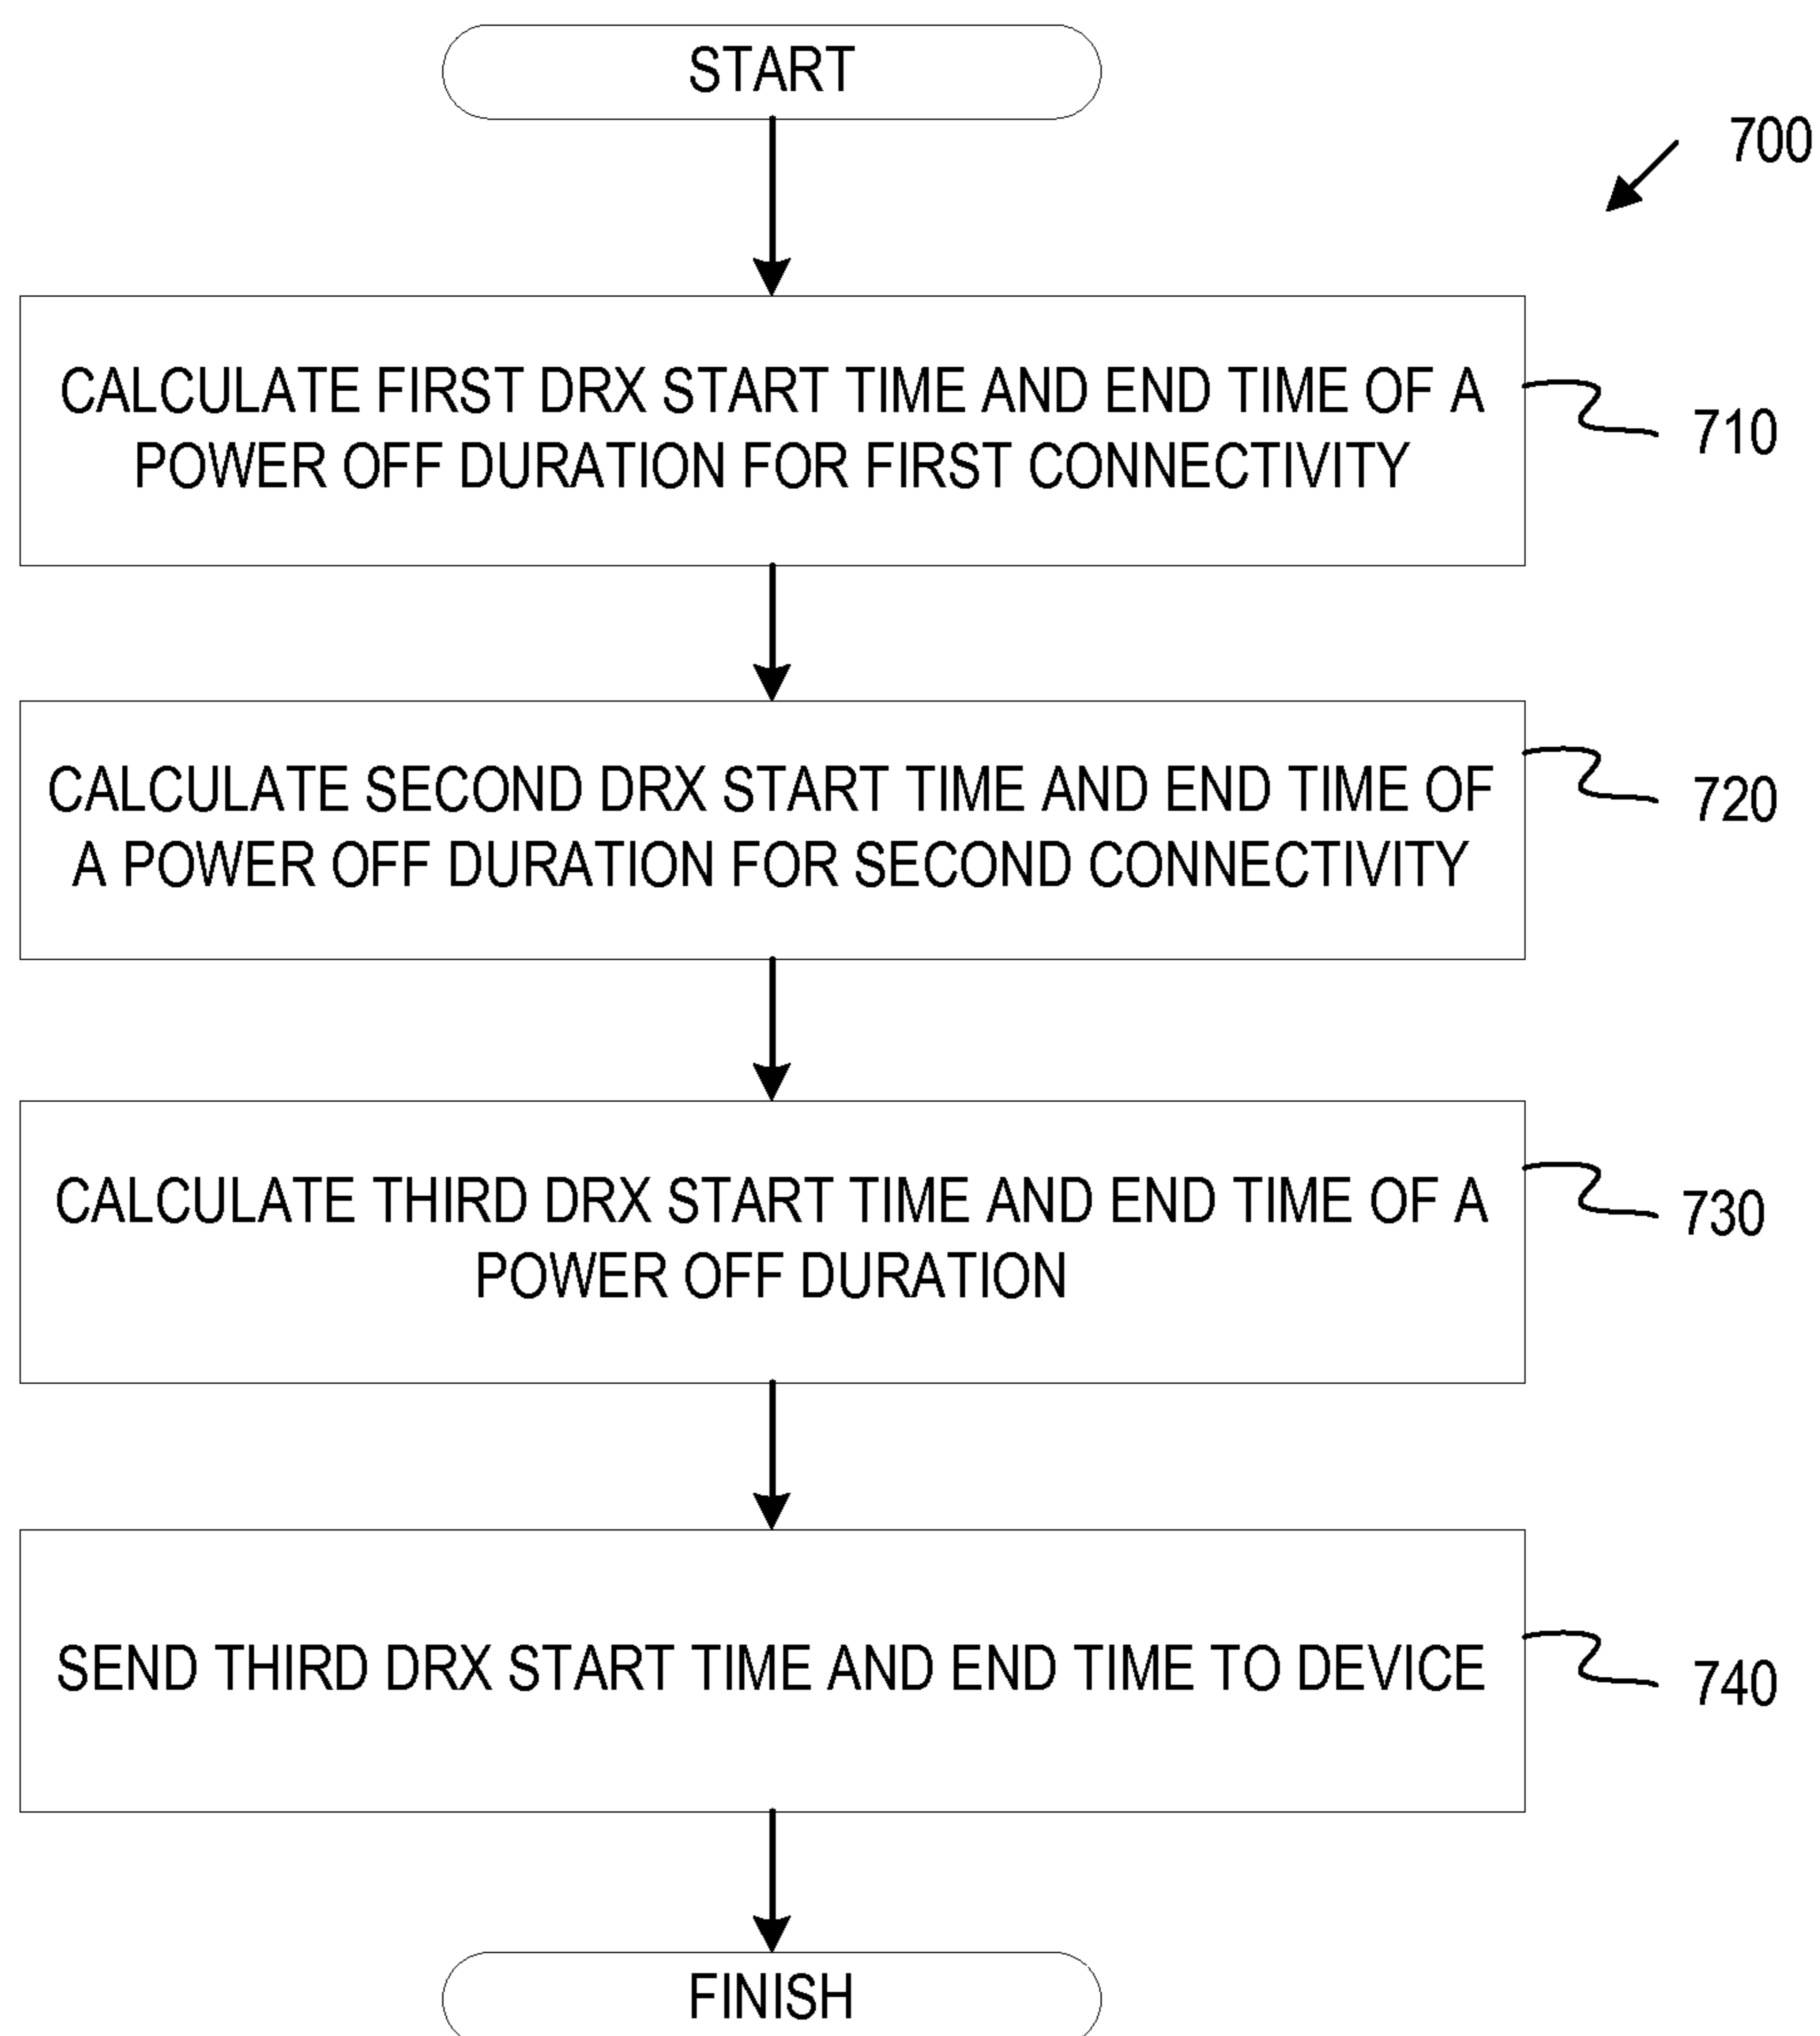 START
700
CALCULATE FIRST DRX START TIME AND END TIME OF A
POWER OFF DURATION FOR FIRST CONNECTIVITY
710
CALCULATE SECOND DRX START TIME AND END TIME OF
A POWER OFF DURATION FOR SECOND CONNECTIVITY
720
CALCULATE THIRD DRX START TIME AND END TIME OF A
POWER OFF DURATION
730
SEND THIRD DRX START TIME AND END TIME TO DEVICE
740
FINISH